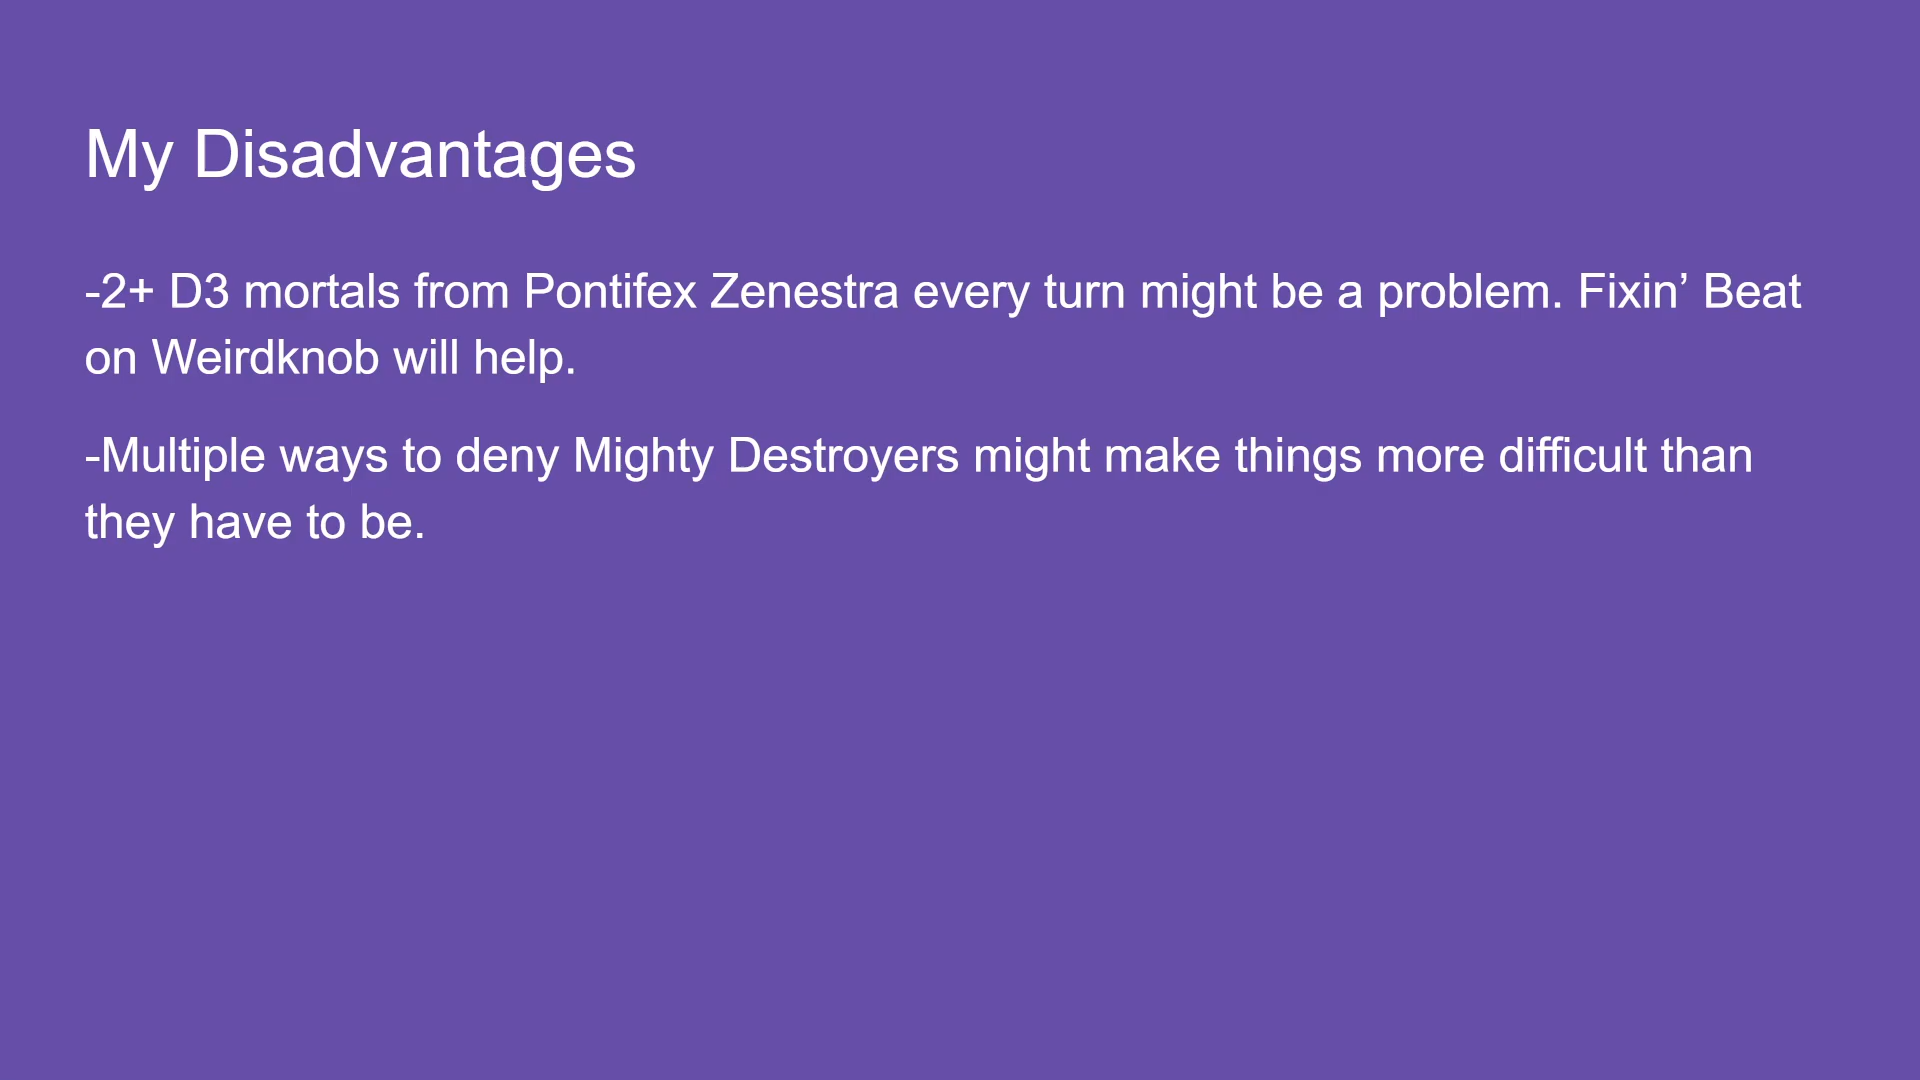 My Disadvantages
-2+ D3 mortals from Pontifex Zenestra every turn might be a problem. Fixin’ Beat
on Weirdknob will help.
-Multiple ways to deny Mighty Destroyers might make things more difficult than
they have to be.